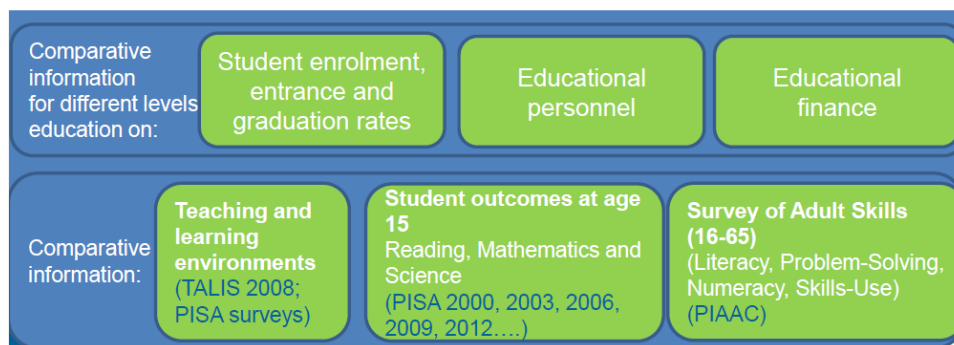 Comparative
information
for different levels
education on:
Student enrolment,
entrance and
graduation rates
Educational
personnel
Educational
finance
Comparative
information:
Teaching and
learning
environments
(TALIS 2008;
PISA surveys)
Student outcomes at age
15
Reading, Mathematics and
Science
(PISA 2000, 2003, 2006,
2009, 2012....)
Survey of Adult Skills
(16-65)
(Literacy, Problem-Solving,
Numeracy, Skills-Use)
(PIAAC)